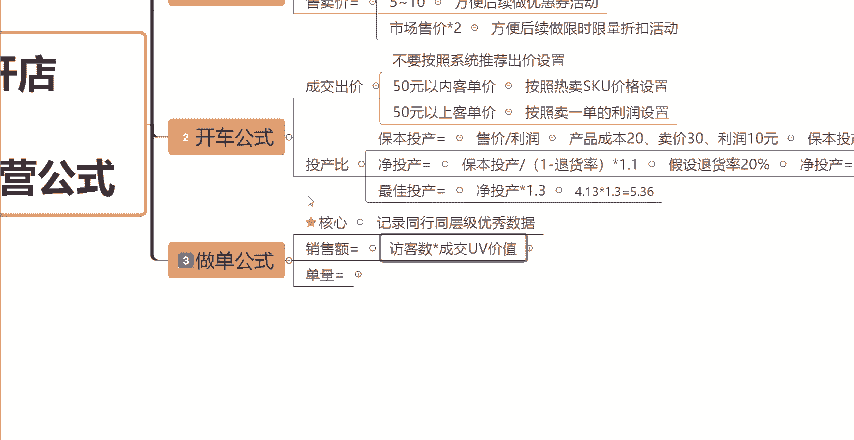 售卖价= 5~10 方便后续做优惠券活动
市场售价*2 方便后续做限时限量折扣活动
开店
营公式
2 开车公式
成交出价
不要按照系统推荐出价设置
50元以内客单价 按照热卖SKU价格设置
50元以上客单价 按照卖一单的利润设置
投产比
保本投产= 售价/利润 产品成本20、卖价30、利润10元 保本投产
净投产= 保本投产/（1-退货率）*1.1 假设退货率20% 净投产=
最佳投产= 净投产*1.3 4.13*1.3=5.36
3 做单公式
核心 记录同行同层级优秀数据
销售额= 访客数*成交UV价值
单量=